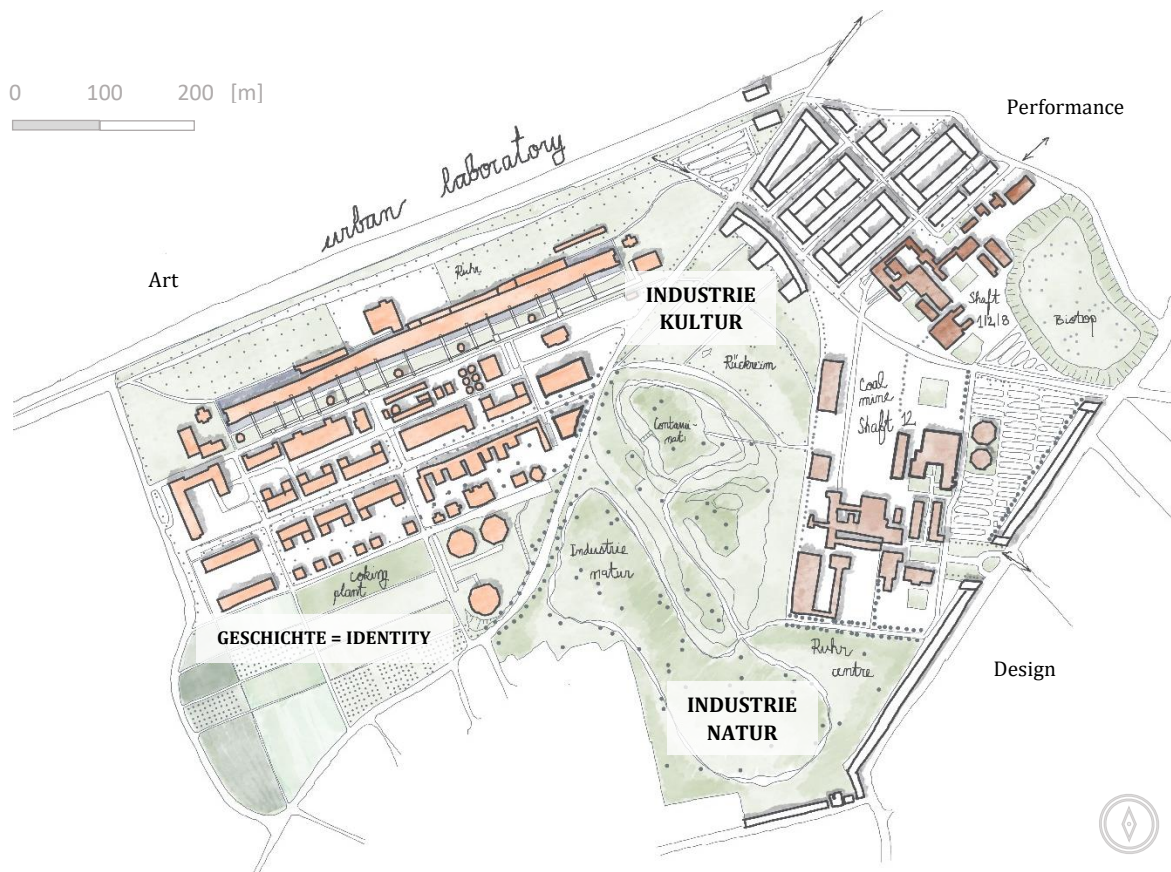 0 100 200 [m]
Performance
urban laboratory
Art
Ruhr
INDUSTRIE
KULTUR
Shaft
1/2/8
Biotop
Coal
mine
Shaft 12
Industrie
natur
coking
plant
GESCHICHTE = IDENTITY
Ruhr
centre
Design
INDUSTRIE
NATUR